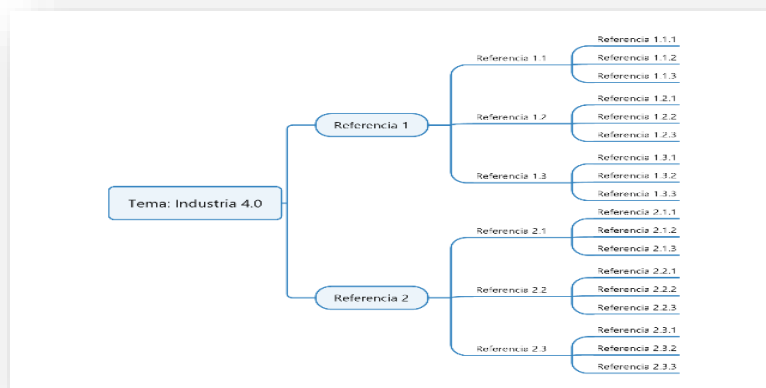 Tema: Industria 4.0
Referencia 1
Referencia 1.1
Referencia 1.1.1
Referencia 1.1.2
Referencia 1.1.3
Referencia 1.2
Referencia 1.2.1
Referencia 1.2.2
Referencia 1.2.3
Referencia 1.3
Referencia 1.3.1
Referencia 1.3.2
Referencia 1.3.3
Referencia 2
Referencia 2.1
Referencia 2.1.1
Referencia 2.1.2
Referencia 2.1.3
Referencia 2.2
Referencia 2.2.1
Referencia 2.2.2
Referencia 2.2.3
Referencia 2.3
Referencia 2.3.1
Referencia 2.3.2
Referencia 2.3.3